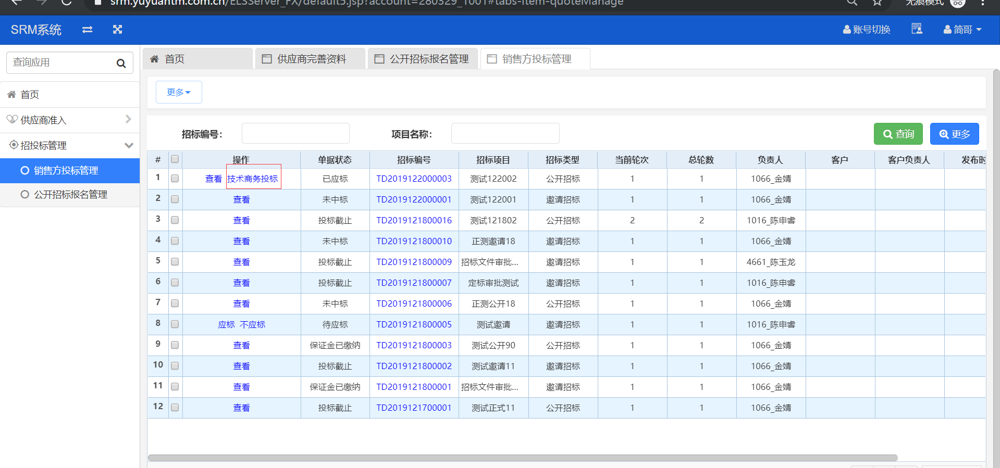 srm.yuyuantm.com.cn/ELSServer_FX/default5.jsp?account=280329_1001#tabs-item-quoteManage 无痕模式
SRM系统 账号切换 简哥
查询应用
首页 供应商完善资料 公开招标报名管理 销售方投标管理
首页
供应商准入
招投标管理
销售方投标管理
公开招标报名管理
更多
招标编号: 项目名称: 查询 更多
# 操作 单据状态 招标编号 招标项目 招标类型 当前轮次 总轮数 负责人 客户 客户负责人 发布时
1 查看 技术商务投标 已应标 TD2019122000003 测试122002 公开招标 1 1 1066_金婧
2 查看 未中标 TD2019122000001 测试122001 邀请招标 1 1 1066_金婧
3 查看 投标截止 TD2019121800016 测试121802 公开招标 2 2 1016_陈申睿
4 查看 未中标 TD2019121800010 正测邀请18 邀请招标 1 1 1066_金婧
5 查看 投标截止 TD2019121800009 招标文件审批... 邀请招标 1 1 4661_陈玉龙
6 查看 投标截止 TD2019121800007 定标审批测试 邀请招标 1 1 1016_陈申睿
7 查看 未中标 TD2019121800006 正测公开18 公开招标 1 1 1066_金婧
8 应标 不应标 待应标 TD2019121800005 测试邀请 邀请招标 1 1 1016_陈申睿
9 查看 保证金已缴纳 TD2019121800003 测试公开90 公开招标 1 1 1066_金婧
10 查看 投标截止 TD2019121800002 测试邀请11 邀请招标 1 1 1066_金婧
11 查看 保证金已缴纳 TD2019121800001 招标文件审批... 邀请招标 1 1 1066_金婧
12 查看 投标截止 TD2019121700001 测试正式11 公开招标 1 1 1066_金婧